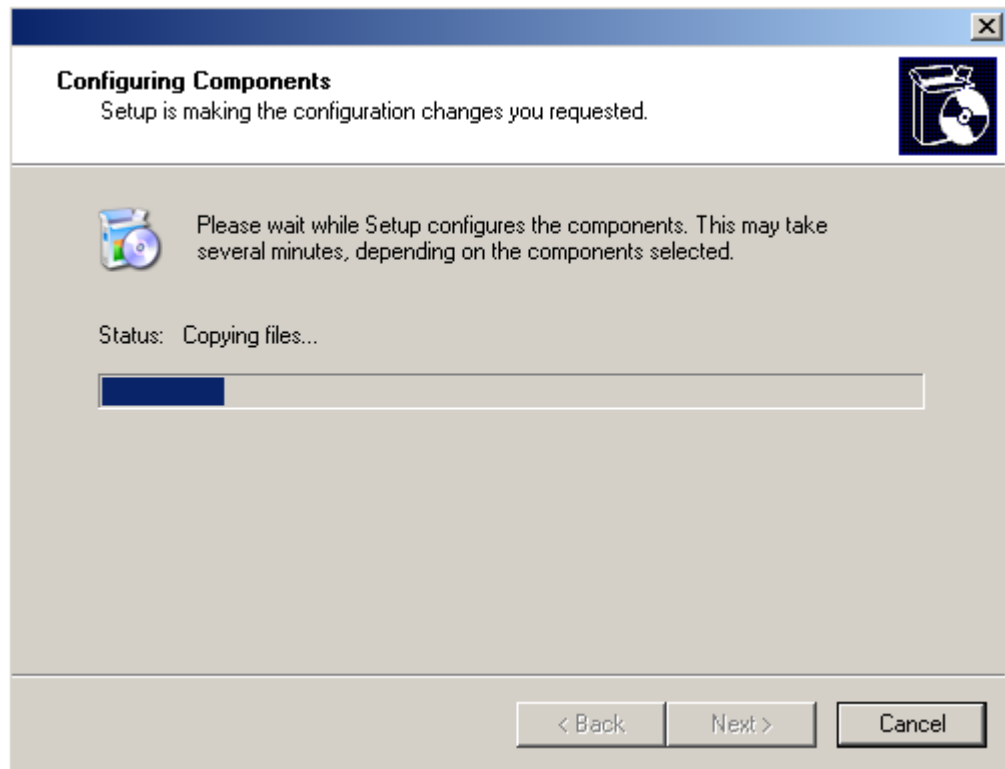 Configuring Components
Setup is making the configuration changes you requested.
Please wait while Setup configures the components. This may take
several minutes, depending on the components selected.
Status: Copying files...
< Back Next > Cancel